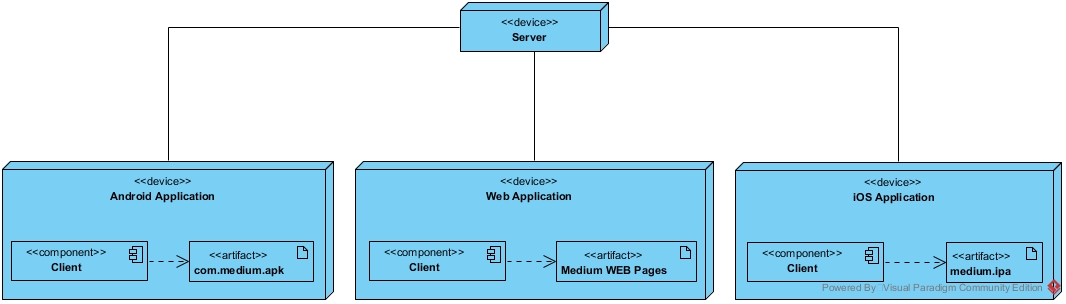 <<device>>
Server
<<device>>
Android Application
<<component>>
Client
<<artifact>>
com.medium.apk
<<device>>
Web Application
<<component>>
Client
<<artifact>>
Medium WEB Pages
<<device>>
iOS Application
<<component>>
Client
<<artifact>>
medium.ipa
Powered By Visual Paradigm Community Edition